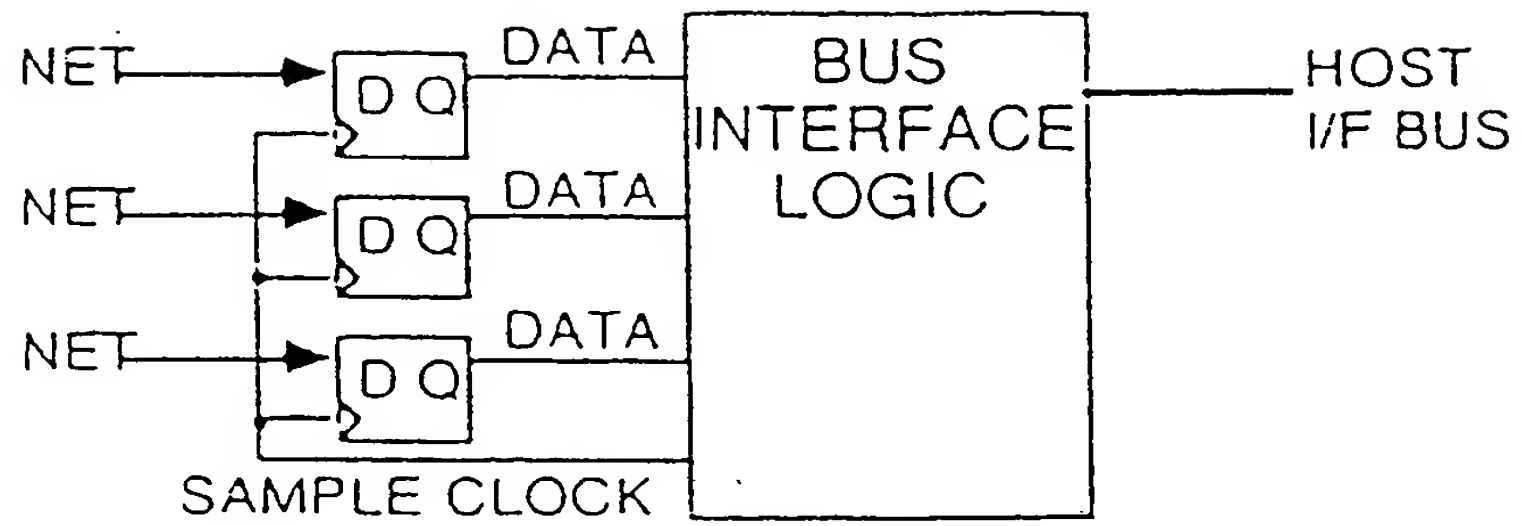 NET
D Q
DATA
NET
D Q
DATA
NET
D Q
DATA
SAMPLE CLOCK
BUS
INTERFACE
LOGIC
HOST
I/F BUS